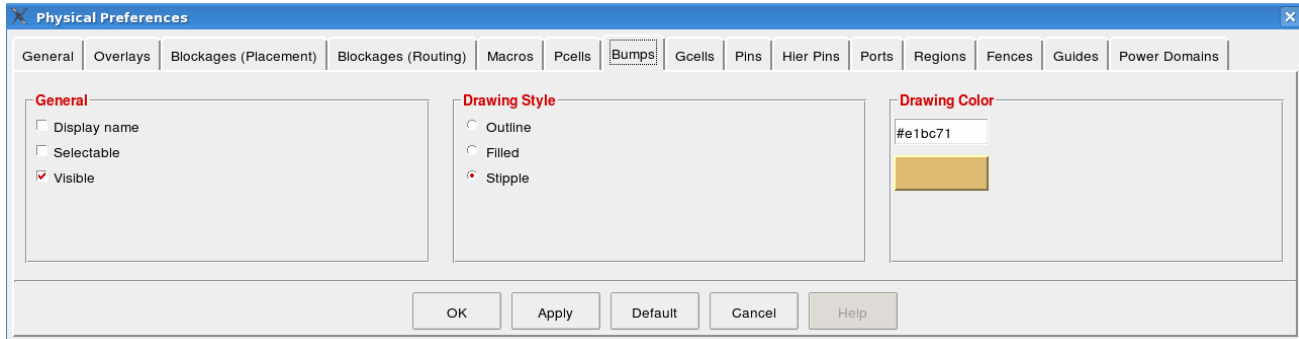 Physical Preferences
General Overlays Blockages (Placement) Blockages (Routing) Macros Pcells Bumps Gcells Pins Hier Pins Ports Regions Fences Guides Power Domains
General
Display name
Selectable
Visible
Drawing Style
Outline
Filled
Stipple
Drawing Color
#e1bc71
OK Apply Default Cancel Help